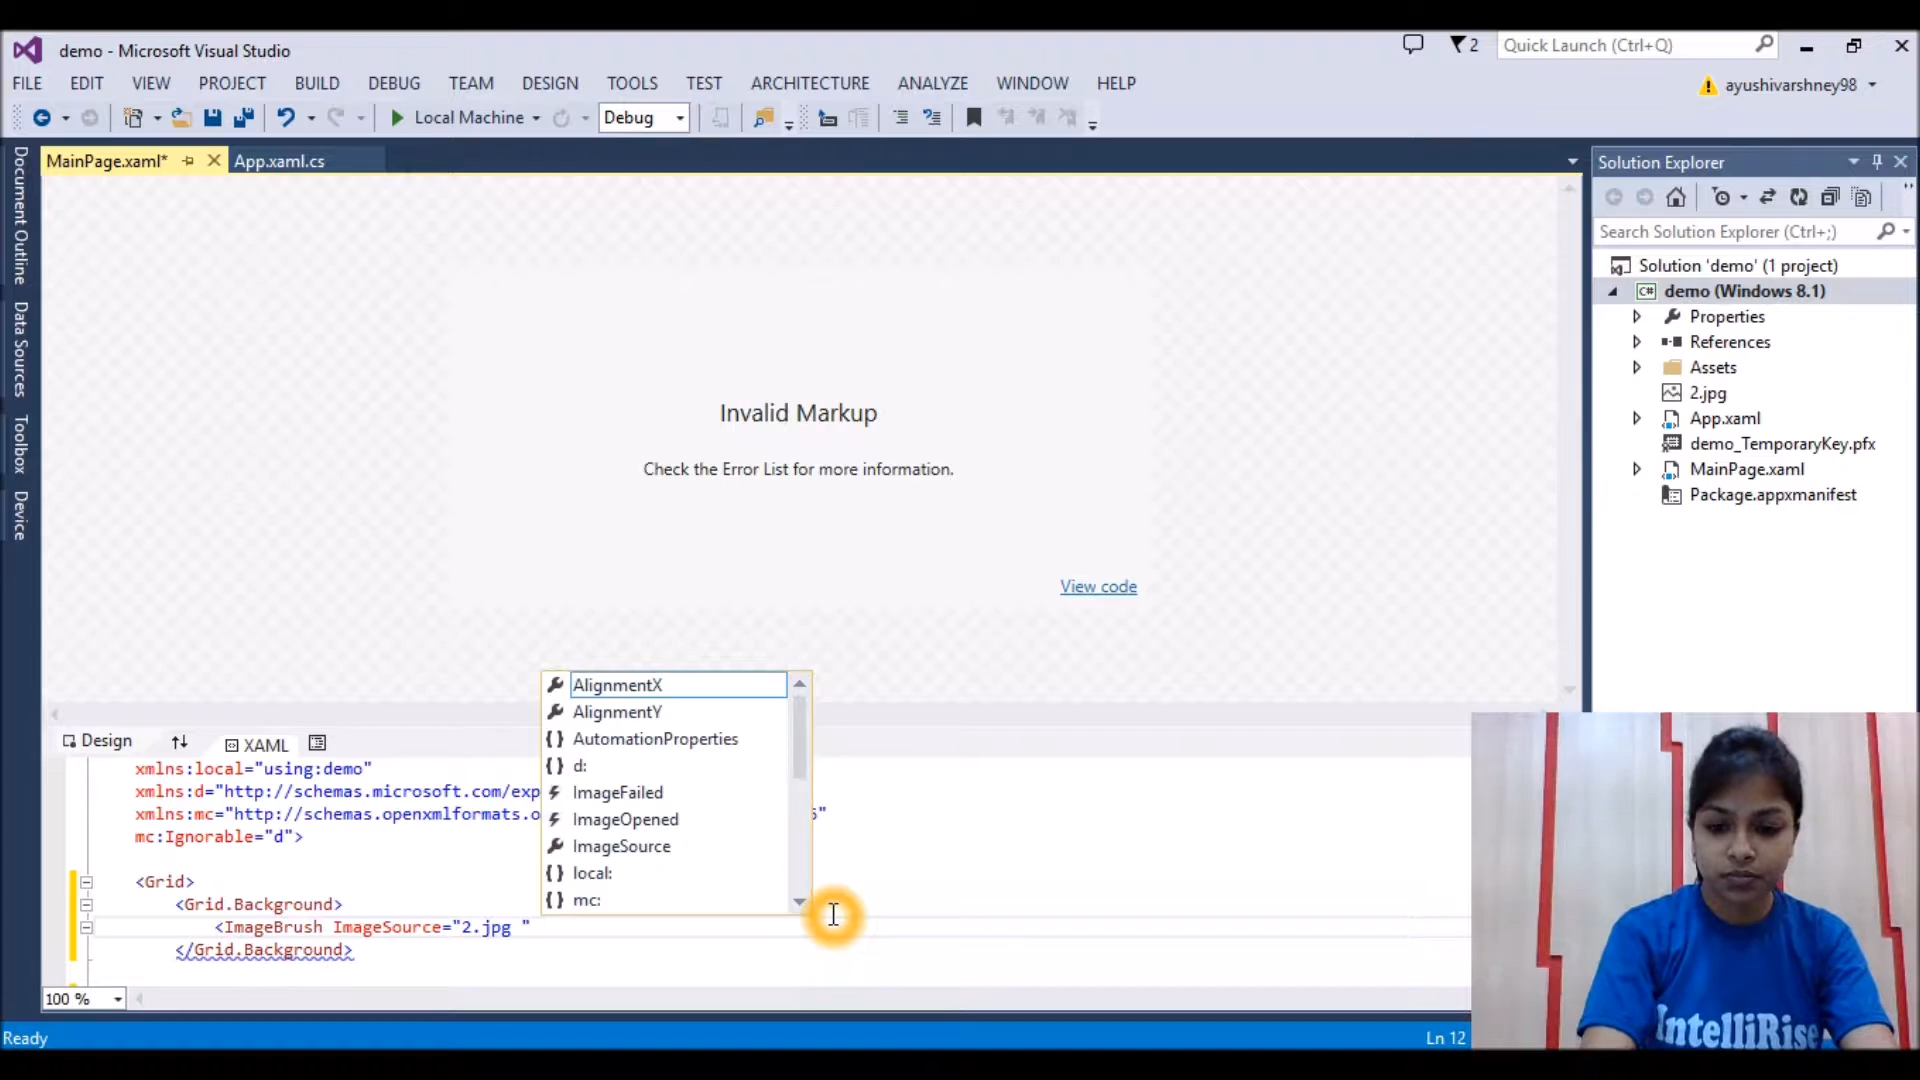 demo - Microsoft Visual Studio
2
Quick Launch (Ctrl+Q)
FILE EDIT VIEW PROJECT BUILD DEBUG TEAM DESIGN TOOLS TEST ARCHITECTURE ANALYZE WINDOW HELP
ayushivarshney98
Local Machine
Debug
MainPage.xaml*
App.xaml.cs
Solution Explorer
Search Solution Explorer (Ctrl+;)
Solution 'demo' (1 project)
C# demo (Windows 8.1)
Properties
References
Assets
2.jpg
App.xaml
demo_TemporaryKey.pfx
MainPage.xaml
Package.appxmanifest
Document Outline
Data Sources
Toolbox
Device
Invalid Markup
Check the Error List for more information.
View code
AlignmentX
AlignmentY
AutomationProperties
d:
ImageFailed
ImageOpened
ImageSource
local:
mc:
Design
XAML
xmlns:local="using:demo"
xmlns:d="http://schemas.microsoft.com/exp
xmlns:mc="http://schemas.openxmlformats.o
mc:Ignorable="d">
<Grid>
<Grid.Background>
<ImageBrush ImageSource="2.jpg "
</Grid.Background>
100 %
Ready
Ln 12
IntelliRise